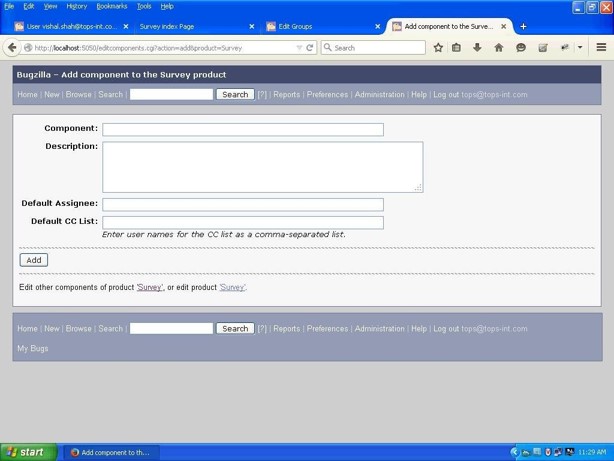 File Edit View History Bookmarks Tools Help
User vishal.shah@tops-int.co... Survey Index Page Edit Groups Add component to the Surve...
http://localhost:5050/editcomponents.cgi?action=add&product=Survey Search
Bugzilla – Add component to the Survey product
Home | New | Browse | Search | Search [?] | Reports | Preferences | Administration | Help | Log out tops@tops-int.com
Component:
Description:
Default Assignee:
Default CC List:
Enter user names for the CC list as a comma-separated list.
Add
Edit other components of product 'Survey', or edit product 'Survey'.
Home | New | Browse | Search | Search [?] | Reports | Preferences | Administration | Help | Log out tops@tops-int.com
My Bugs
start Add component to th... 11:29 AM